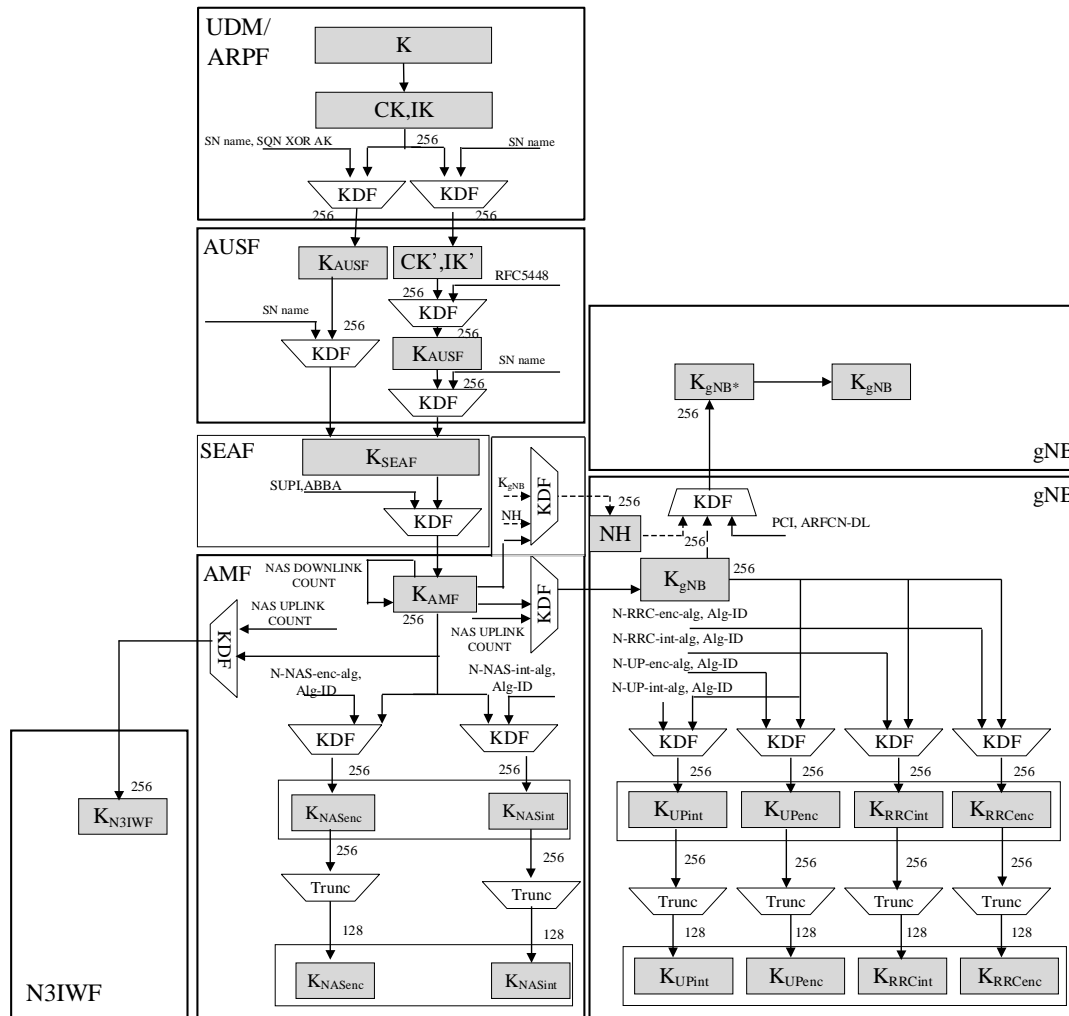 UDM/
ARPF
K
CK,IK
SN name, SQN XOR AK
256
SN name
KDF
KDF
256
256
AUSF
KAUSF
CK’,IK’
RFC5448
256
SN name
256
KDF
KDF
256
KAUSF
SN name
256
KDF
KgNB*
KgNB
256
gNB
SEAF
KSEAF
SUPI,ABBA
KDF
KgNB
NH
KDF
256
NH
gNB
KDF
PCI, ARFCN-DL
256
AMF
NAS DOWNLINK
COUNT
KAMF
256
KDF
NAS UPLINK
COUNT
KgNB
256
NAS UPLINK
COUNT
KDF
N-RRC-enc-alg, Alg-ID
N-RRC-int-alg, Alg-ID
N-UP-enc-alg, Alg-ID
N-UP-int-alg, Alg-ID
N-NAS-enc-alg,
Alg-ID
N-NAS-int-alg,
Alg-ID
KDF
KDF
KDF
KDF
KDF
KDF
256
256
256
256
256
256
256
KN3IWF
KNASenc
KNASint
KUPint
KUPenc
KRRCint
KRRCenc
256
256
256
256
256
256
Trunc
Trunc
Trunc
Trunc
Trunc
Trunc
128
128
128
128
128
128
KNASenc
KNASint
KUPint
KUPenc
KRRCint
KRRCenc
N3IWF